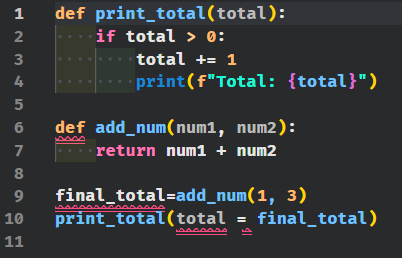 1 def print_total(total):
2     if total > 0:
3         total += 1
4         print(f"Total: {total}")
5
6 def add_num(num1, num2):
7     return num1 + num2
8
9 final_total=add_num(1, 3)
10 print_total(total = final_total)
11